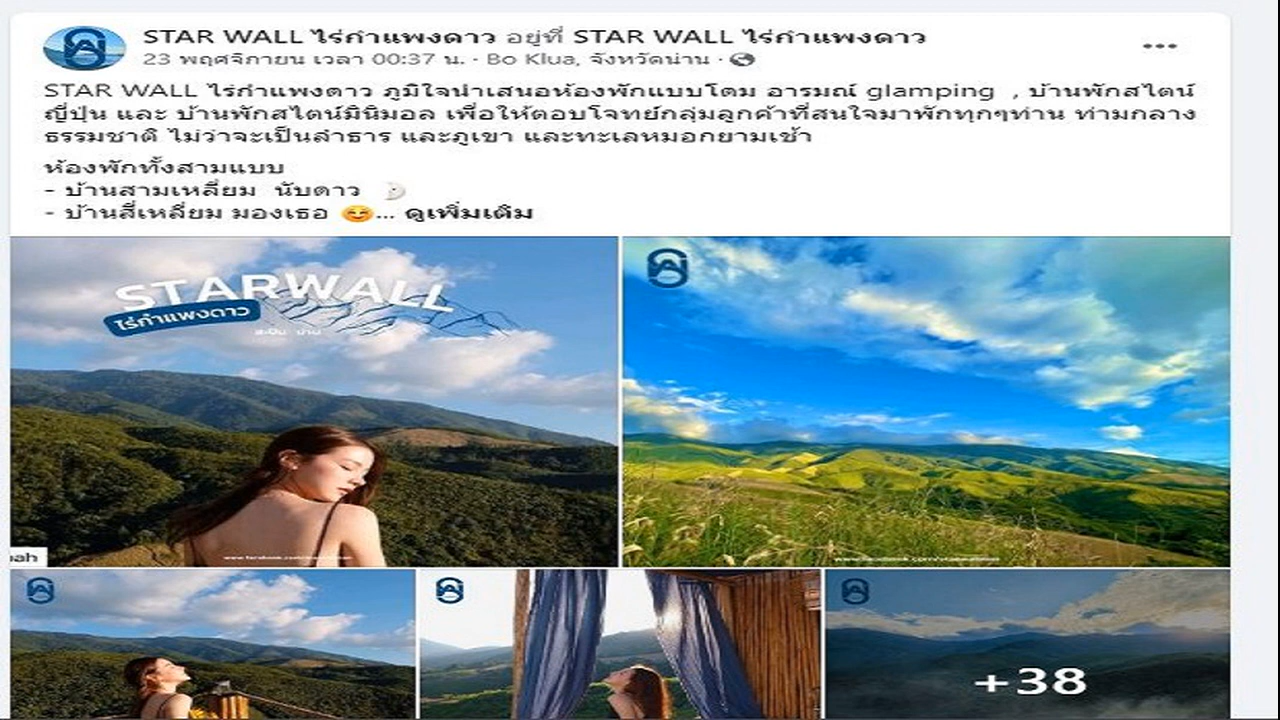 STAR WALL ไร่กำแพงดาว อยู่ที่ STAR WALL ไร่กำแพงดาว
23 พฤศจิกายน เวลา 00:37 น. · Bo Klua, จังหวัดน่าน ·
STAR WALL ไร่กำแพงดาว ภูมิใจนำเสนอห้องพักแบบโดม อารมณ์ glamping , บ้านพักสไตน์
ญี่ปุ่น และ บ้านพักสไตน์มินิมอล เพื่อให้ตอบโจทย์กลุ่มลูกค้าที่สนใจมาพักทุกๆท่าน ท่ามกลาง
ธรรมชาติ ไม่ว่าจะเป็นลำธาร และภูเขา และทะเลหมอกยามเช้า
ห้องพักทั้งสามแบบ
- บ้านสามเหลี่ยม นับดาว
- บ้านสี่เหลี่ยม มองเธอ ... ดูเพิ่มเติม
STARWALL
ไร่กำแพงดาว
+38